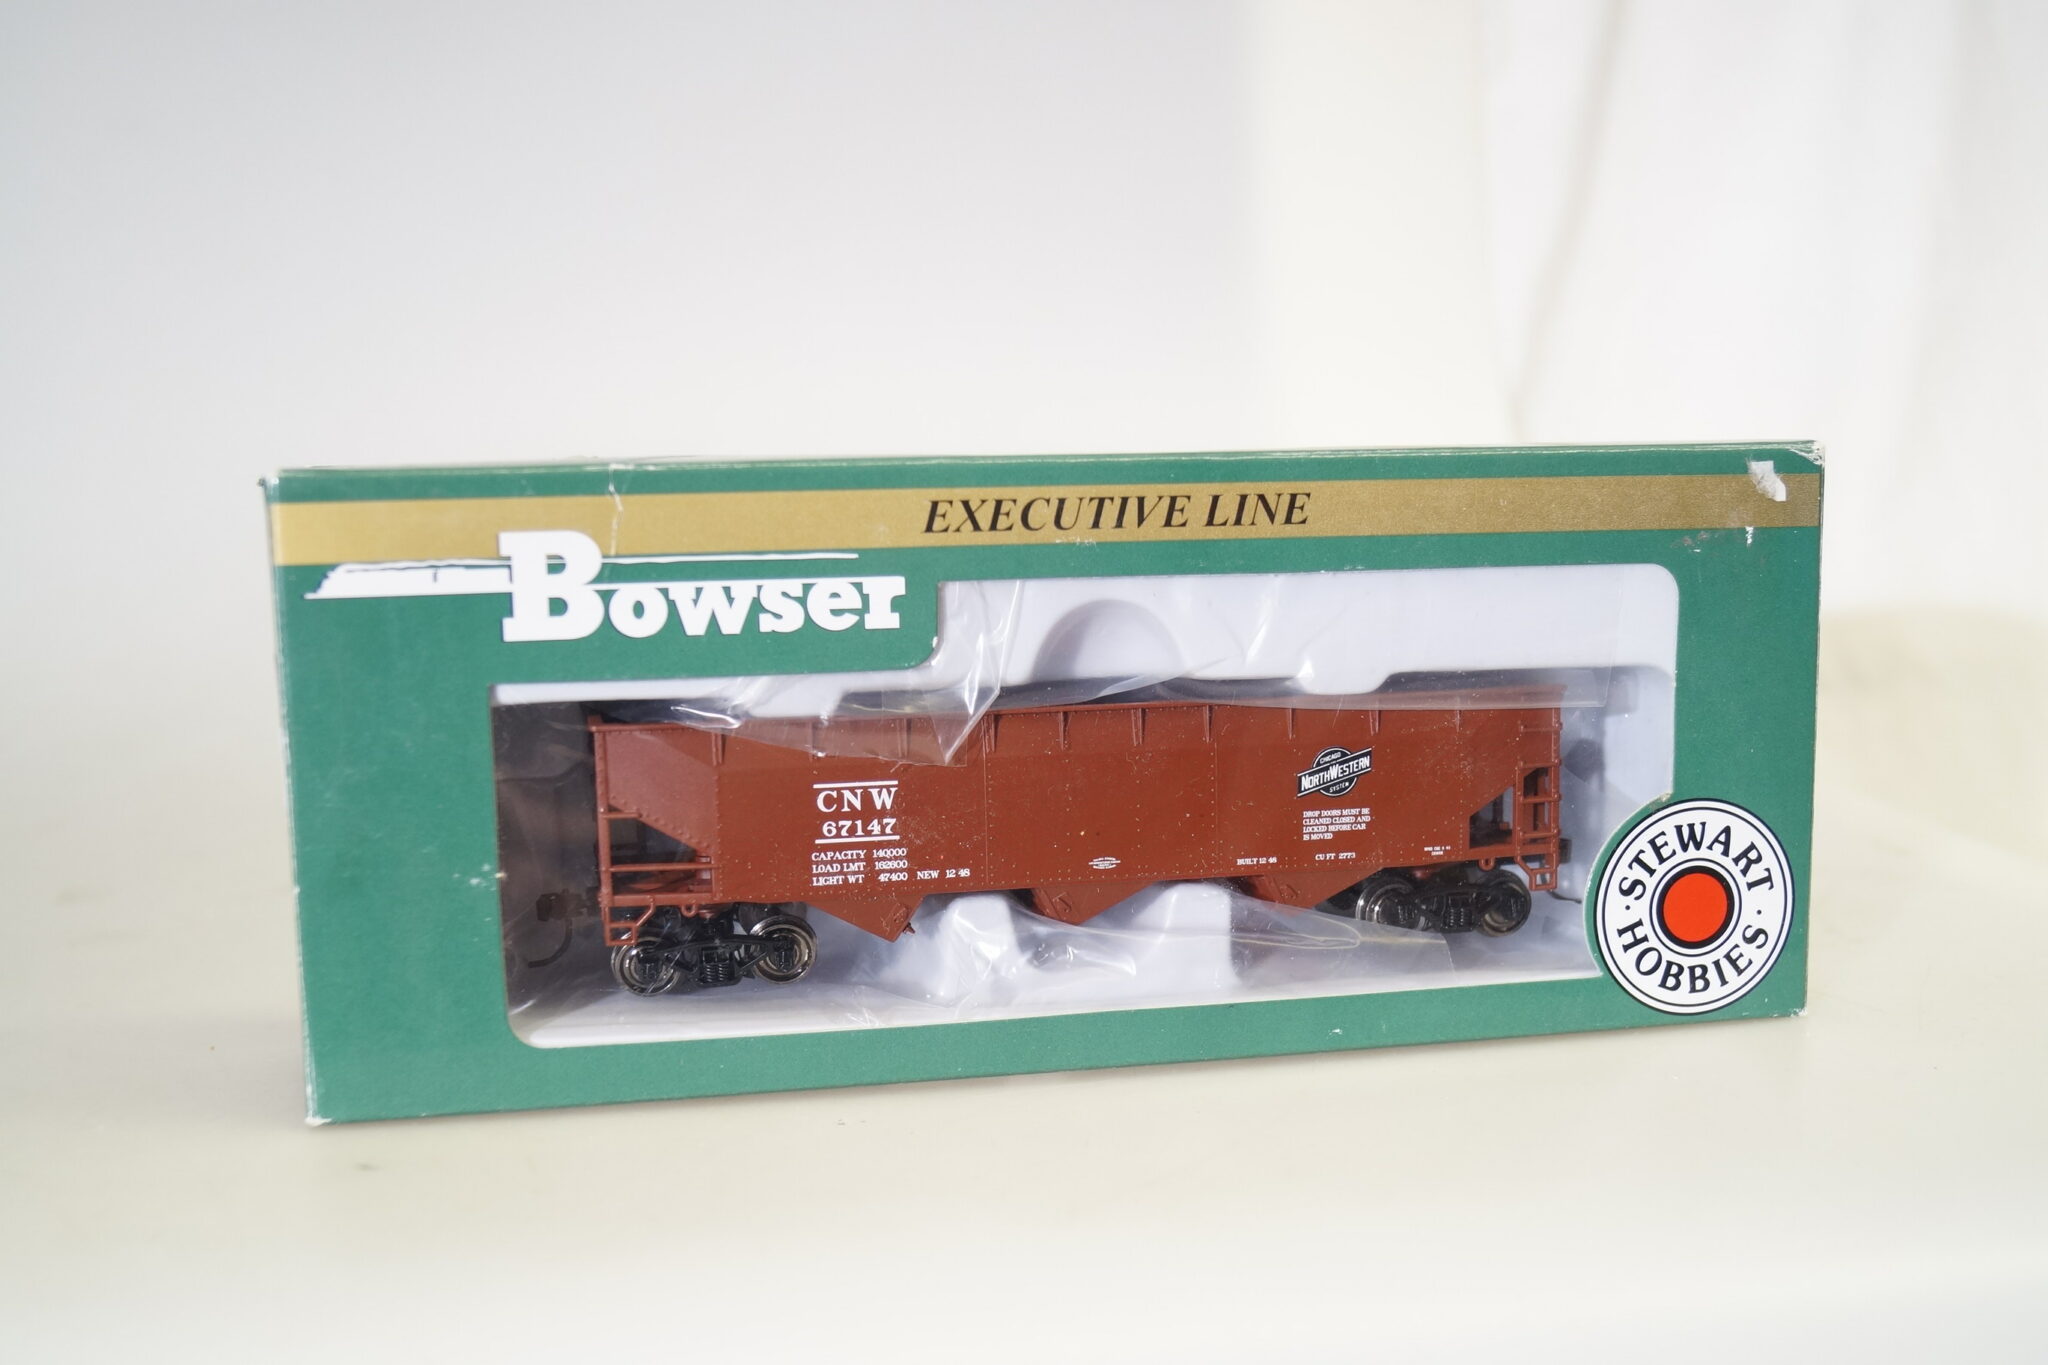 EXECUTIVE LINE
Bowser
CNW
67147
CAPACITY 140000
LOAD LMT 162600
LIGHT WT 47400 NEW 12 48
CHICAGO
NORTH WESTERN
SYSTEM
DROP DOORS MUST BE
CLEANED CLOSED AND
LOCKED BEFORE CAR
IS MOVED
BUILT 12 48 CU FT 2773
STEWART
HOBBIES